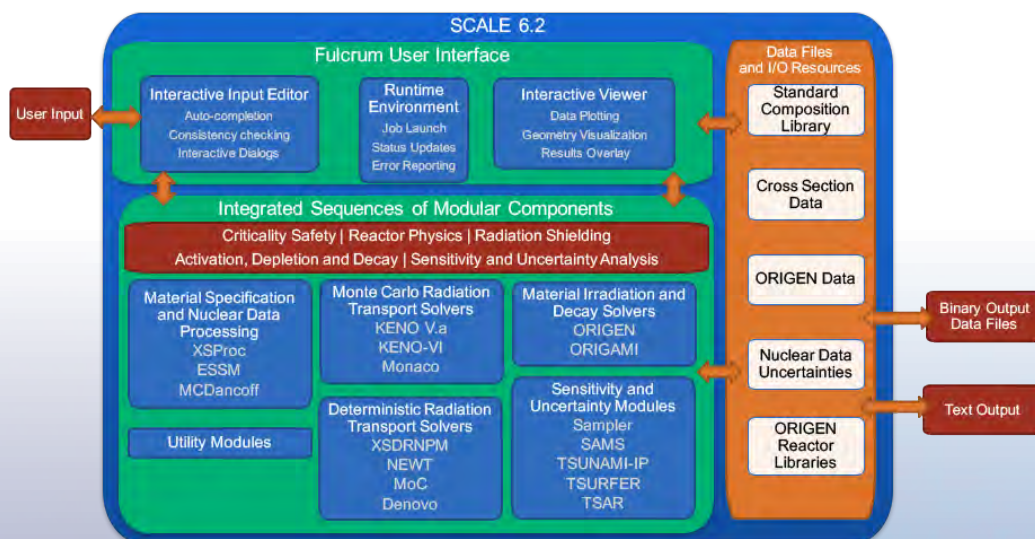 SCALE 6.2
Fulcrum User Interface
User Input
Interactive Input Editor
Auto-completion
Consistency checking
Interactive Dialogs
Runtime
Environment
Job Launch
Status Updates
Error Reporting
Interactive Viewer
Data Plotting
Geometry Visualization
Results Overlay
Integrated Sequences of Modular Components
Criticality Safety | Reactor Physics | Radiation Shielding
Activation, Depletion and Decay | Sensitivity and Uncertainty Analysis
Material Specification
and Nuclear Data
Processing
XSProc
ESSM
MCDancoff
Utility Modules
Monte Carlo Radiation
Transport Solvers
KENO V.a
KENO-VI
Monaco
Deterministic Radiation
Transport Solvers
XSDRNPM
NEWT
MoC
Denovo
Material Irradiation and
Decay Solvers
ORIGEN
ORIGAMI
Sensitivity and
Uncertainty Modules
Sampler
SAMS
TSUNAMI-IP
TSURFER
TSAR
Data Files
and I/O Resources
Standard
Composition
Library
Cross Section
Data
ORIGEN Data
Nuclear Data
Uncertainties
ORIGEN
Reactor
Libraries
Binary Output
Data Files
Text Output